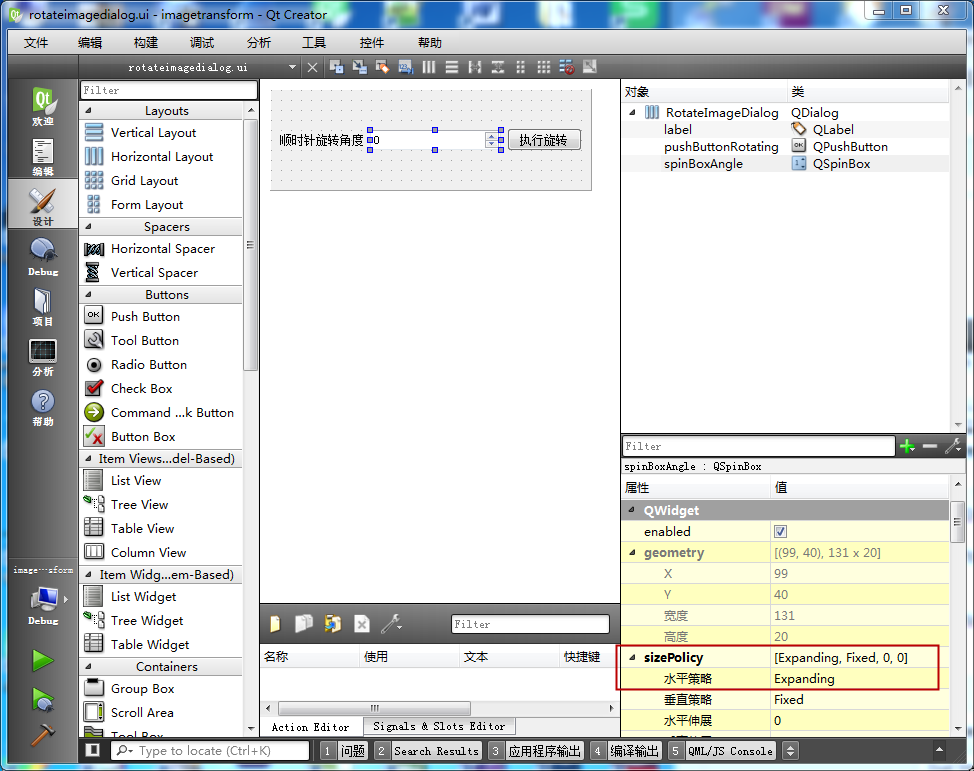 rotateimagedialog.ui - imagetransform - Qt Creator
文件 编辑 构建 调试 分析 工具 控件 帮助
rotateimagedialog.ui
Qt
欢迎
编辑
设计
Debug
项目
分析
帮助
image…sform
Debug
Filter
Layouts
Vertical Layout
Horizontal Layout
Grid Layout
Form Layout
Spacers
Horizontal Spacer
Vertical Spacer
Buttons
OK Push Button
Tool Button
Radio Button
Check Box
Command ...k Button
Button Box
Item Views...del-Based)
List View
Tree View
Table View
Column View
Item Widg...em-Based)
List Widget
Tree Widget
Table Widget
Containers
Group Box
Scroll Area
Tool Box
顺时针旋转角度 0 执行旋转
Filter
名称 使用 文本 快捷键
Action Editor Signals & Slots Editor
对象 类
RotateImageDialog QDialog
label QLabel
pushButtonRotating OK QPushButton
spinBoxAngle QSpinBox
Filter
spinBoxAngle : QSpinBox
属性 值
QWidget
enabled
geometry [(99, 40), 131 x 20]
X 99
Y 40
宽度 131
高度 20
sizePolicy [Expanding, Fixed, 0, 0]
水平策略 Expanding
垂直策略 Fixed
水平伸展 0
Type to locate (Ctrl+K) 1 问题 2 Search Results 3 应用程序输出 4 编译输出 5 QML/JS Console